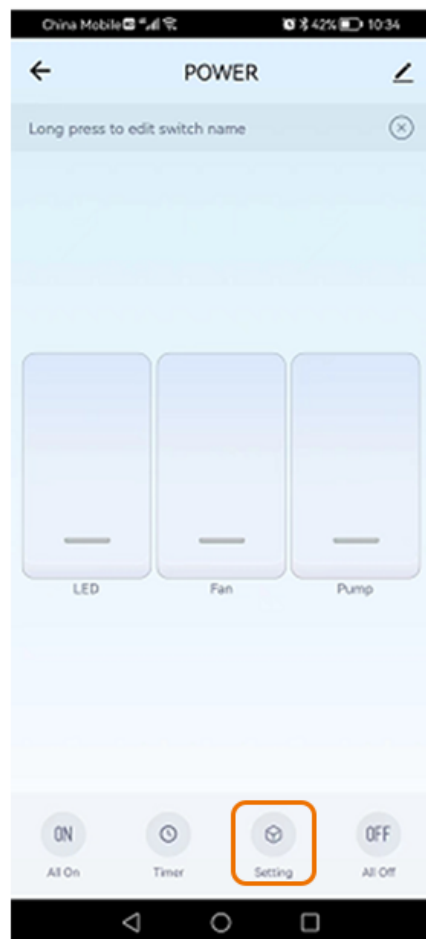 China Mobile HD 42% 10:34
POWER
Long press to edit switch name
LED Fan Pump
ON OFF
All On Timer Setting All Off